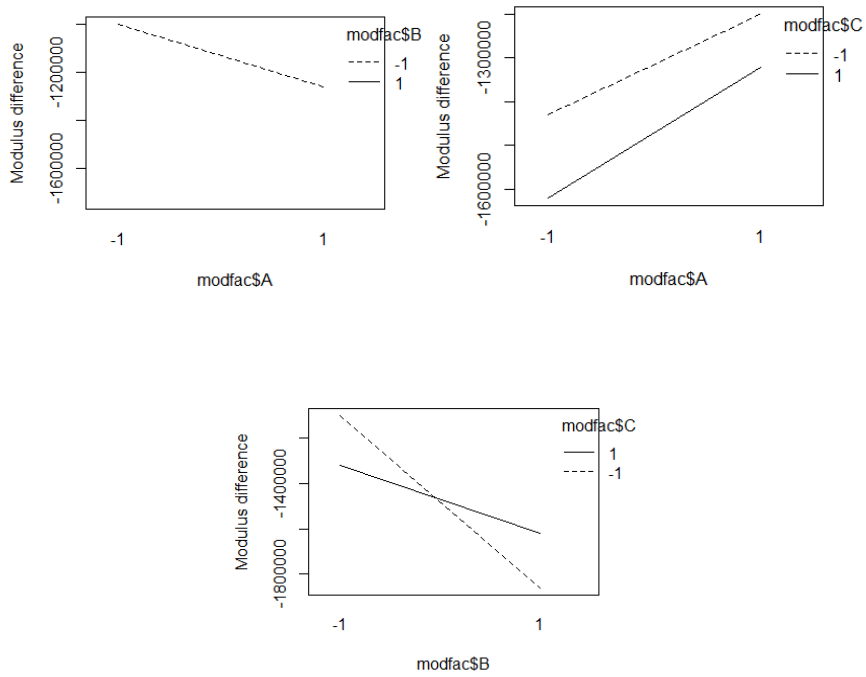 Modulus difference
-1200000
-1600000
modfac$B
-1
1
-1
1
modfac$A
Modulus difference
-1300000
-1600000
modfac$C
-1
1
-1
1
modfac$A
Modulus difference
-1400000
-1800000
modfac$C
1
-1
-1
1
modfac$B